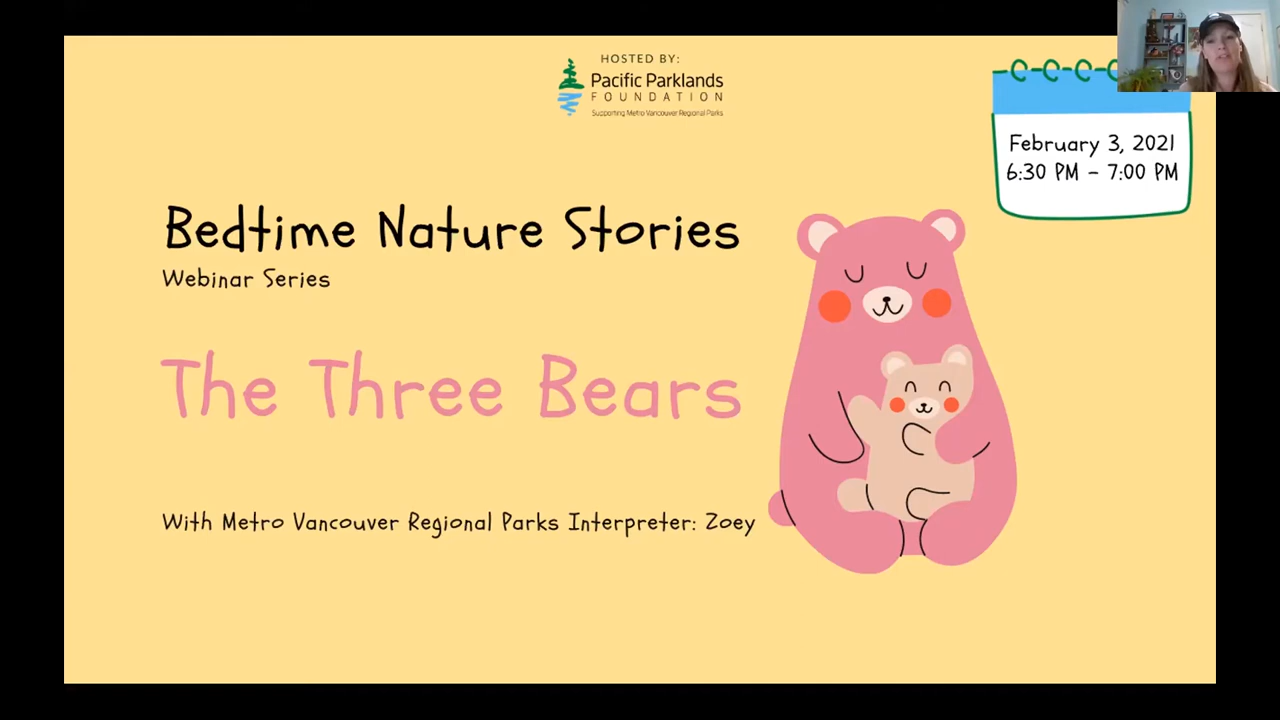 HOSTED BY:
Pacific Parklands
FOUNDATION
Supporting Metro Vancouver Regional Parks
February 3, 2021
6:30 PM - 7:00 PM
Bedtime Nature Stories
Webinar Series
The Three Bears
With Metro Vancouver Regional Parks Interpreter: Zoey